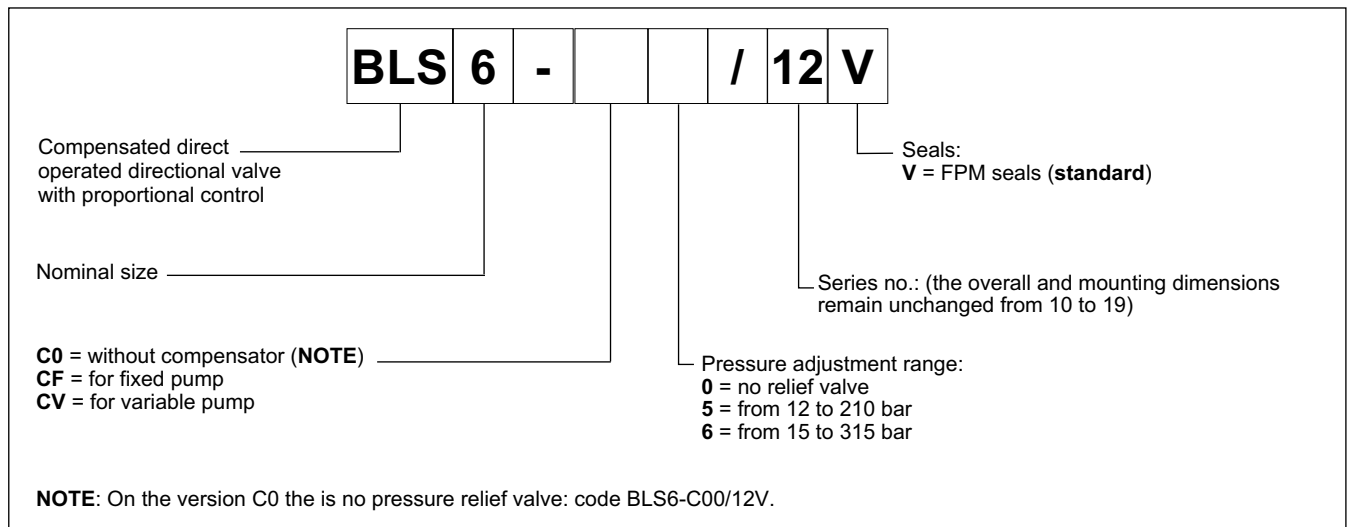 BLS 6 - / 12 V
Compensated direct
operated directional valve
with proportional control
Nominal size
C0 = without compensator (NOTE)
CF = for fixed pump
CV = for variable pump
Seals:
V = FPM seals (standard)
Series no.: (the overall and mounting dimensions
remain unchanged from 10 to 19)
Pressure adjustment range:
0 = no relief valve
5 = from 12 to 210 bar
6 = from 15 to 315 bar
NOTE: On the version C0 the is no pressure relief valve: code BLS6-C00/12V.